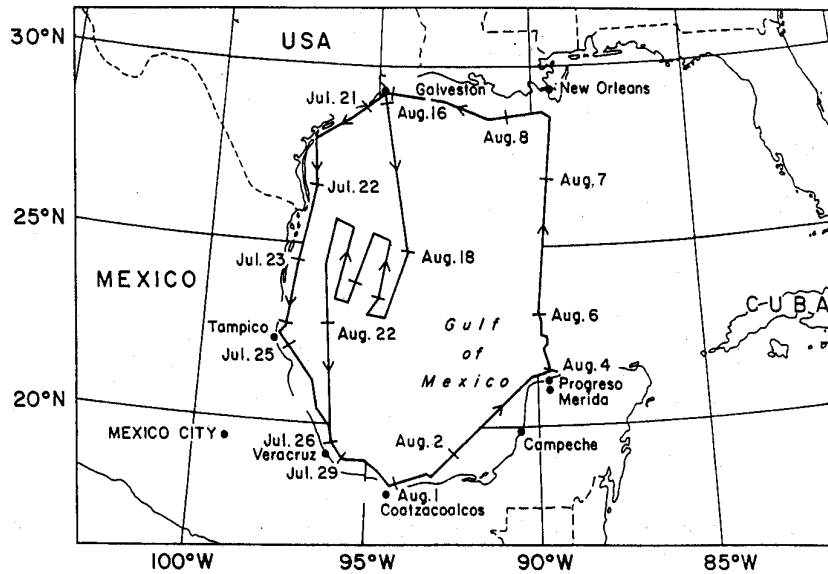 30°N
USA
Galveston
New Orleans
Jul. 21
Aug. 16
Aug. 8
Jul. 22
Aug. 7
25°N
Jul. 23
Aug. 18
MEXICO
CUBA
Tampico
Aug. 22
Gulf
of
Mexico
Aug. 6
Jul. 25
Aug. 4
Progreso
Merida
20°N
MEXICO CITY
Jul. 26
Veracruz
Jul. 29
Aug. 2
Campeche
Aug. 1
Coatzacoalcos
100°W
95°W
90°W
85°W